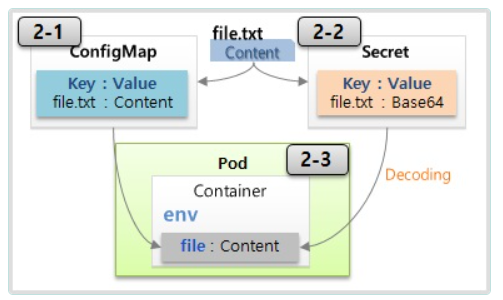 2-1
file.txt
Content
2-2
ConfigMap
Key : Value
file.txt : Content
Secret
Key : Value
file.txt : Base64
Pod
2-3
Decoding
Container
env
file : Content